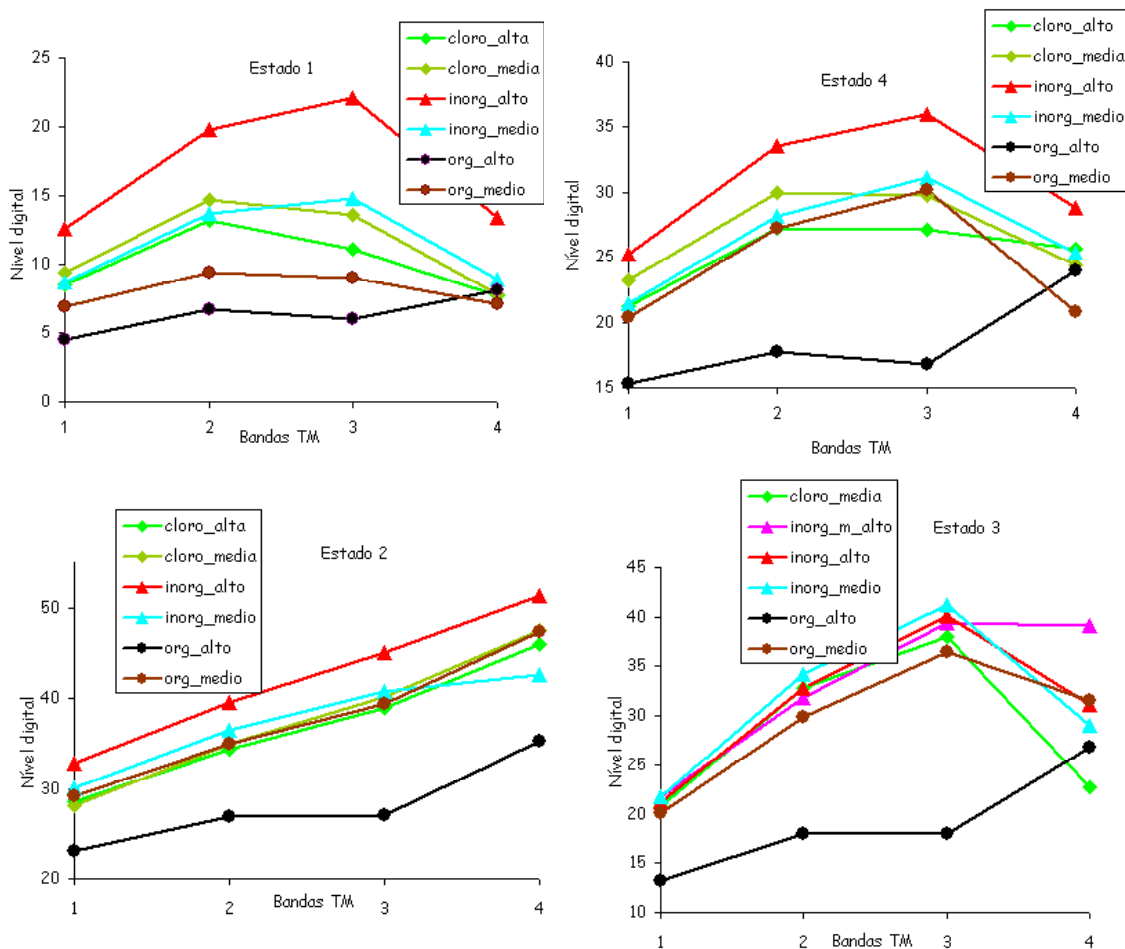 Estado 1
cloro_alta
cloro_media
inorg_alto
inorg_medio
org_alto
org_medio
Nível digital
25
20
15
10
5
0
1 2 3 4
Bandas TM
Estado 4
cloro_alto
cloro_media
inorg_alto
inorg_medio
org_alto
org_medio
Nível digital
40
35
30
25
20
15
1 2 3 4
Bandas TM
Estado 2
cloro_alta
cloro_media
inorg_alto
inorg_medio
org_alto
org_medio
Nível digital
50
40
30
20
1 2 3 4
Bandas TM
Estado 3
cloro_media
inorg_m_alto
inorg_alto
inorg_medio
org_alto
org_medio
Nível digital
45
40
35
30
25
20
15
10
1 2 3 4
Bandas TM